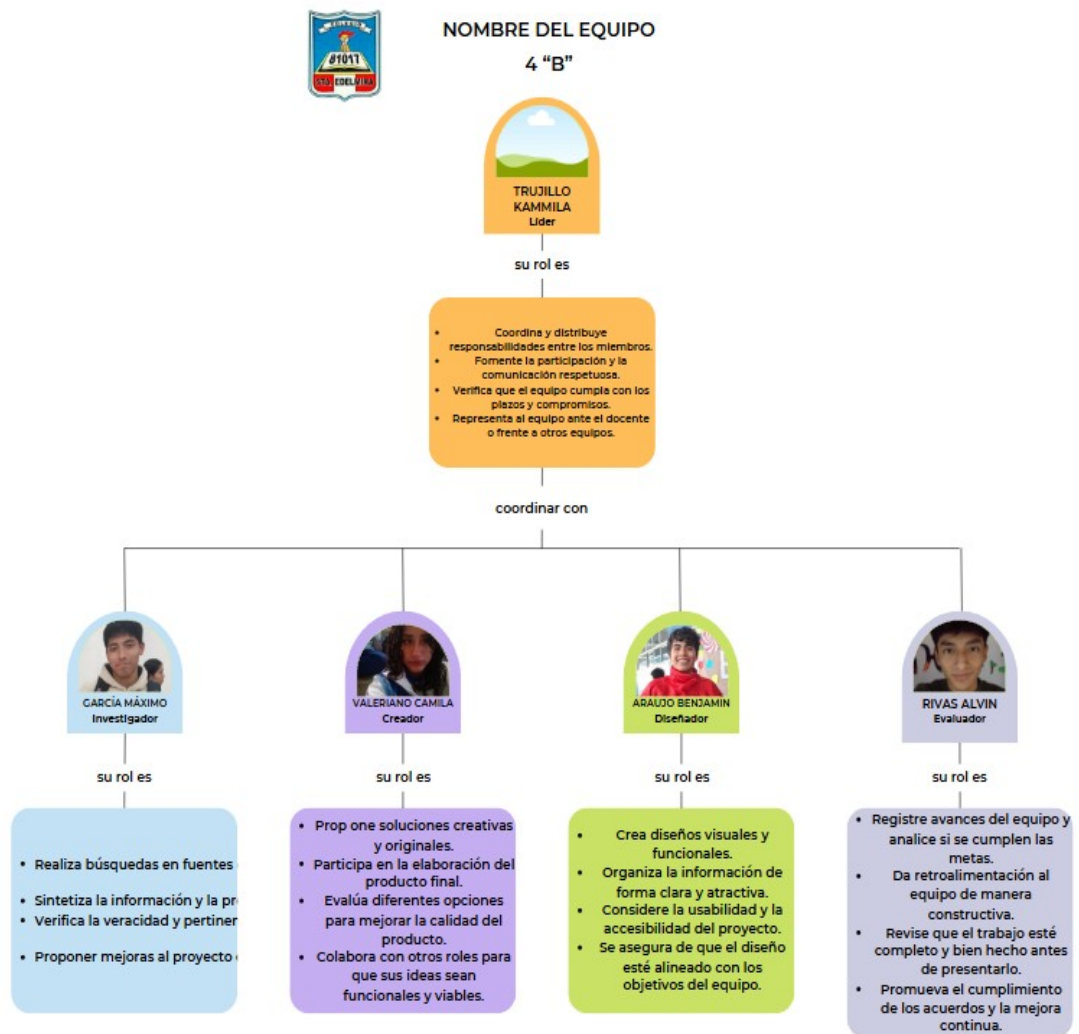 NOMBRE DEL EQUIPO
4 “B”
81017
STA. EDELMIRA
TRUJILLO
KAMMILA
Líder
su rol es
• Coordina y distribuye
responsabilidades entre los miembros.
• Fomente la participación y la
comunicación respetuosa.
• Verifica que el equipo cumpla con los
plazos y compromisos.
• Representa al equipo ante el docente
o frente a otros equipos.
coordinar con
GARCÍA MÁXIMO
Investigador
su rol es
• Realiza búsquedas en fuentes
• Sintetiza la información y la pr
• Verifica la veracidad y pertiner
• Proponer mejoras al proyecto
VALERIANO CAMILA
Creador
su rol es
• Prop one soluciones creativas
y originales.
• Participa en la elaboración del
producto final.
• Evalúa diferentes opciones
para mejorar la calidad del
producto.
• Colabora con otros roles para
que sus ideas sean
funcionales y viables.
ARAUJO BENJAMIN
Diseñador
su rol es
• Crea diseños visuales y
funcionales.
• Organiza la información de
forma clara y atractiva.
• Considere la usabilidad y la
accesibilidad del proyecto.
• Se asegura de que el diseño
esté alineado con los
objetivos del equipo.
RIVAS ALVIN
Evaluador
su rol es
• Registre avances del equipo y
analice si se cumplen las
metas.
• Da retroalimentación al
equipo de manera
constructiva.
• Revise que el trabajo esté
completo y bien hecho antes
de presentarlo.
• Promueva el cumplimiento
de los acuerdos y la mejora
continua.